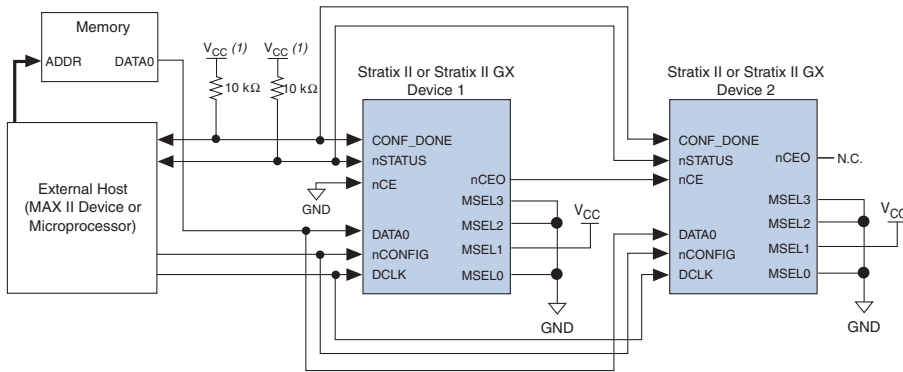 Memory
ADDR
DATA0
VCC (1)
VCC (1)
10 kΩ
10 kΩ
Stratix II or Stratix II GX
Device 1
Stratix II or Stratix II GX
Device 2
External Host
(MAX II Device or
Microprocessor)
CONF_DONE
nSTATUS
nCE
GND
DATA0
nCONFIG
DCLK
nCEO
MSEL3
MSEL2
MSEL1
MSEL0
VCC
GND
CONF_DONE
nSTATUS
nCE
DATA0
nCONFIG
DCLK
nCEO
N.C.
MSEL3
MSEL2
MSEL1
MSEL0
VCC
GND